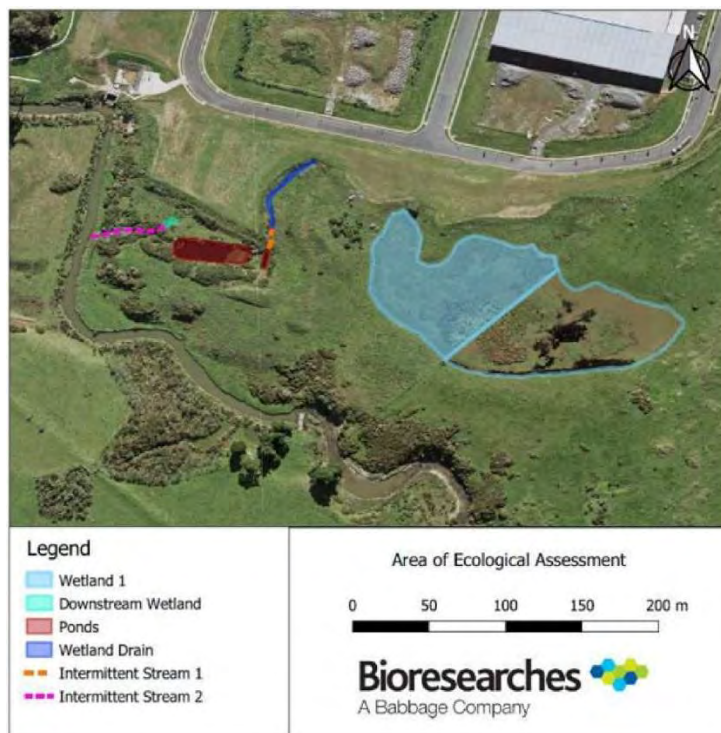 N
Legend
Wetland 1
Downstream Wetland
Ponds
Wetland Drain
Intermittent Stream 1
Intermittent Stream 2
Area of Ecological Assessment
0 50 100 150 200 m
Bioresearches
A Babbage Company